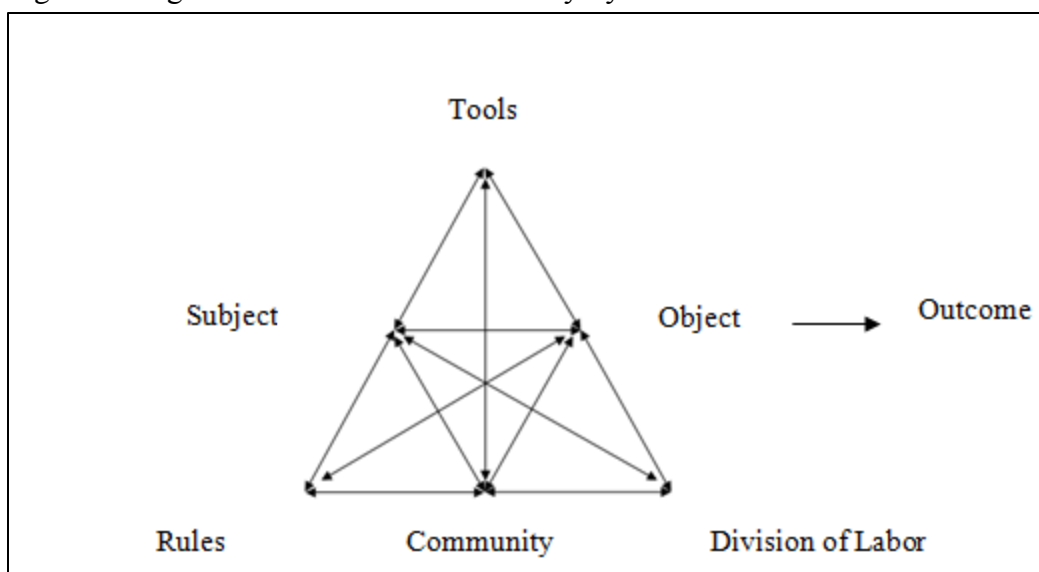 Tools
Subject
Object
Outcome
Rules
Community
Division of Labor